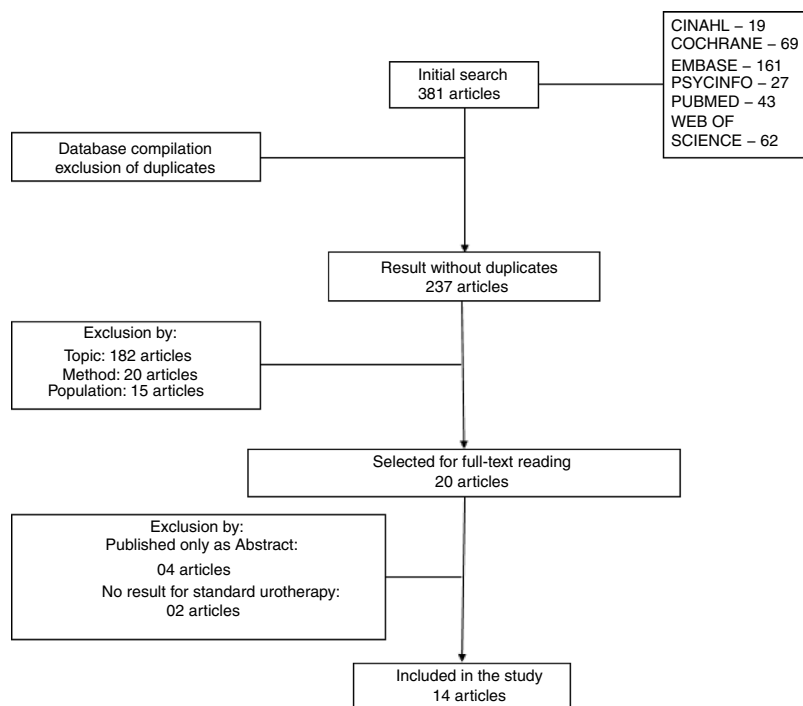 CINAHL – 19
COCHRANE – 69
EMBASE – 161
PSYCINFO – 27
PUBMED – 43
WEB OF
SCIENCE – 62
Initial search
381 articles
Database compilation
exclusion of duplicates
Result without duplicates
237 articles
Exclusion by:
Topic: 182 articles
Method: 20 articles
Population: 15 articles
Selected for full-text reading
20 articles
Exclusion by:
Published only as Abstract:
04 articles
No result for standard urotherapy:
02 articles
Included in the study
14 articles